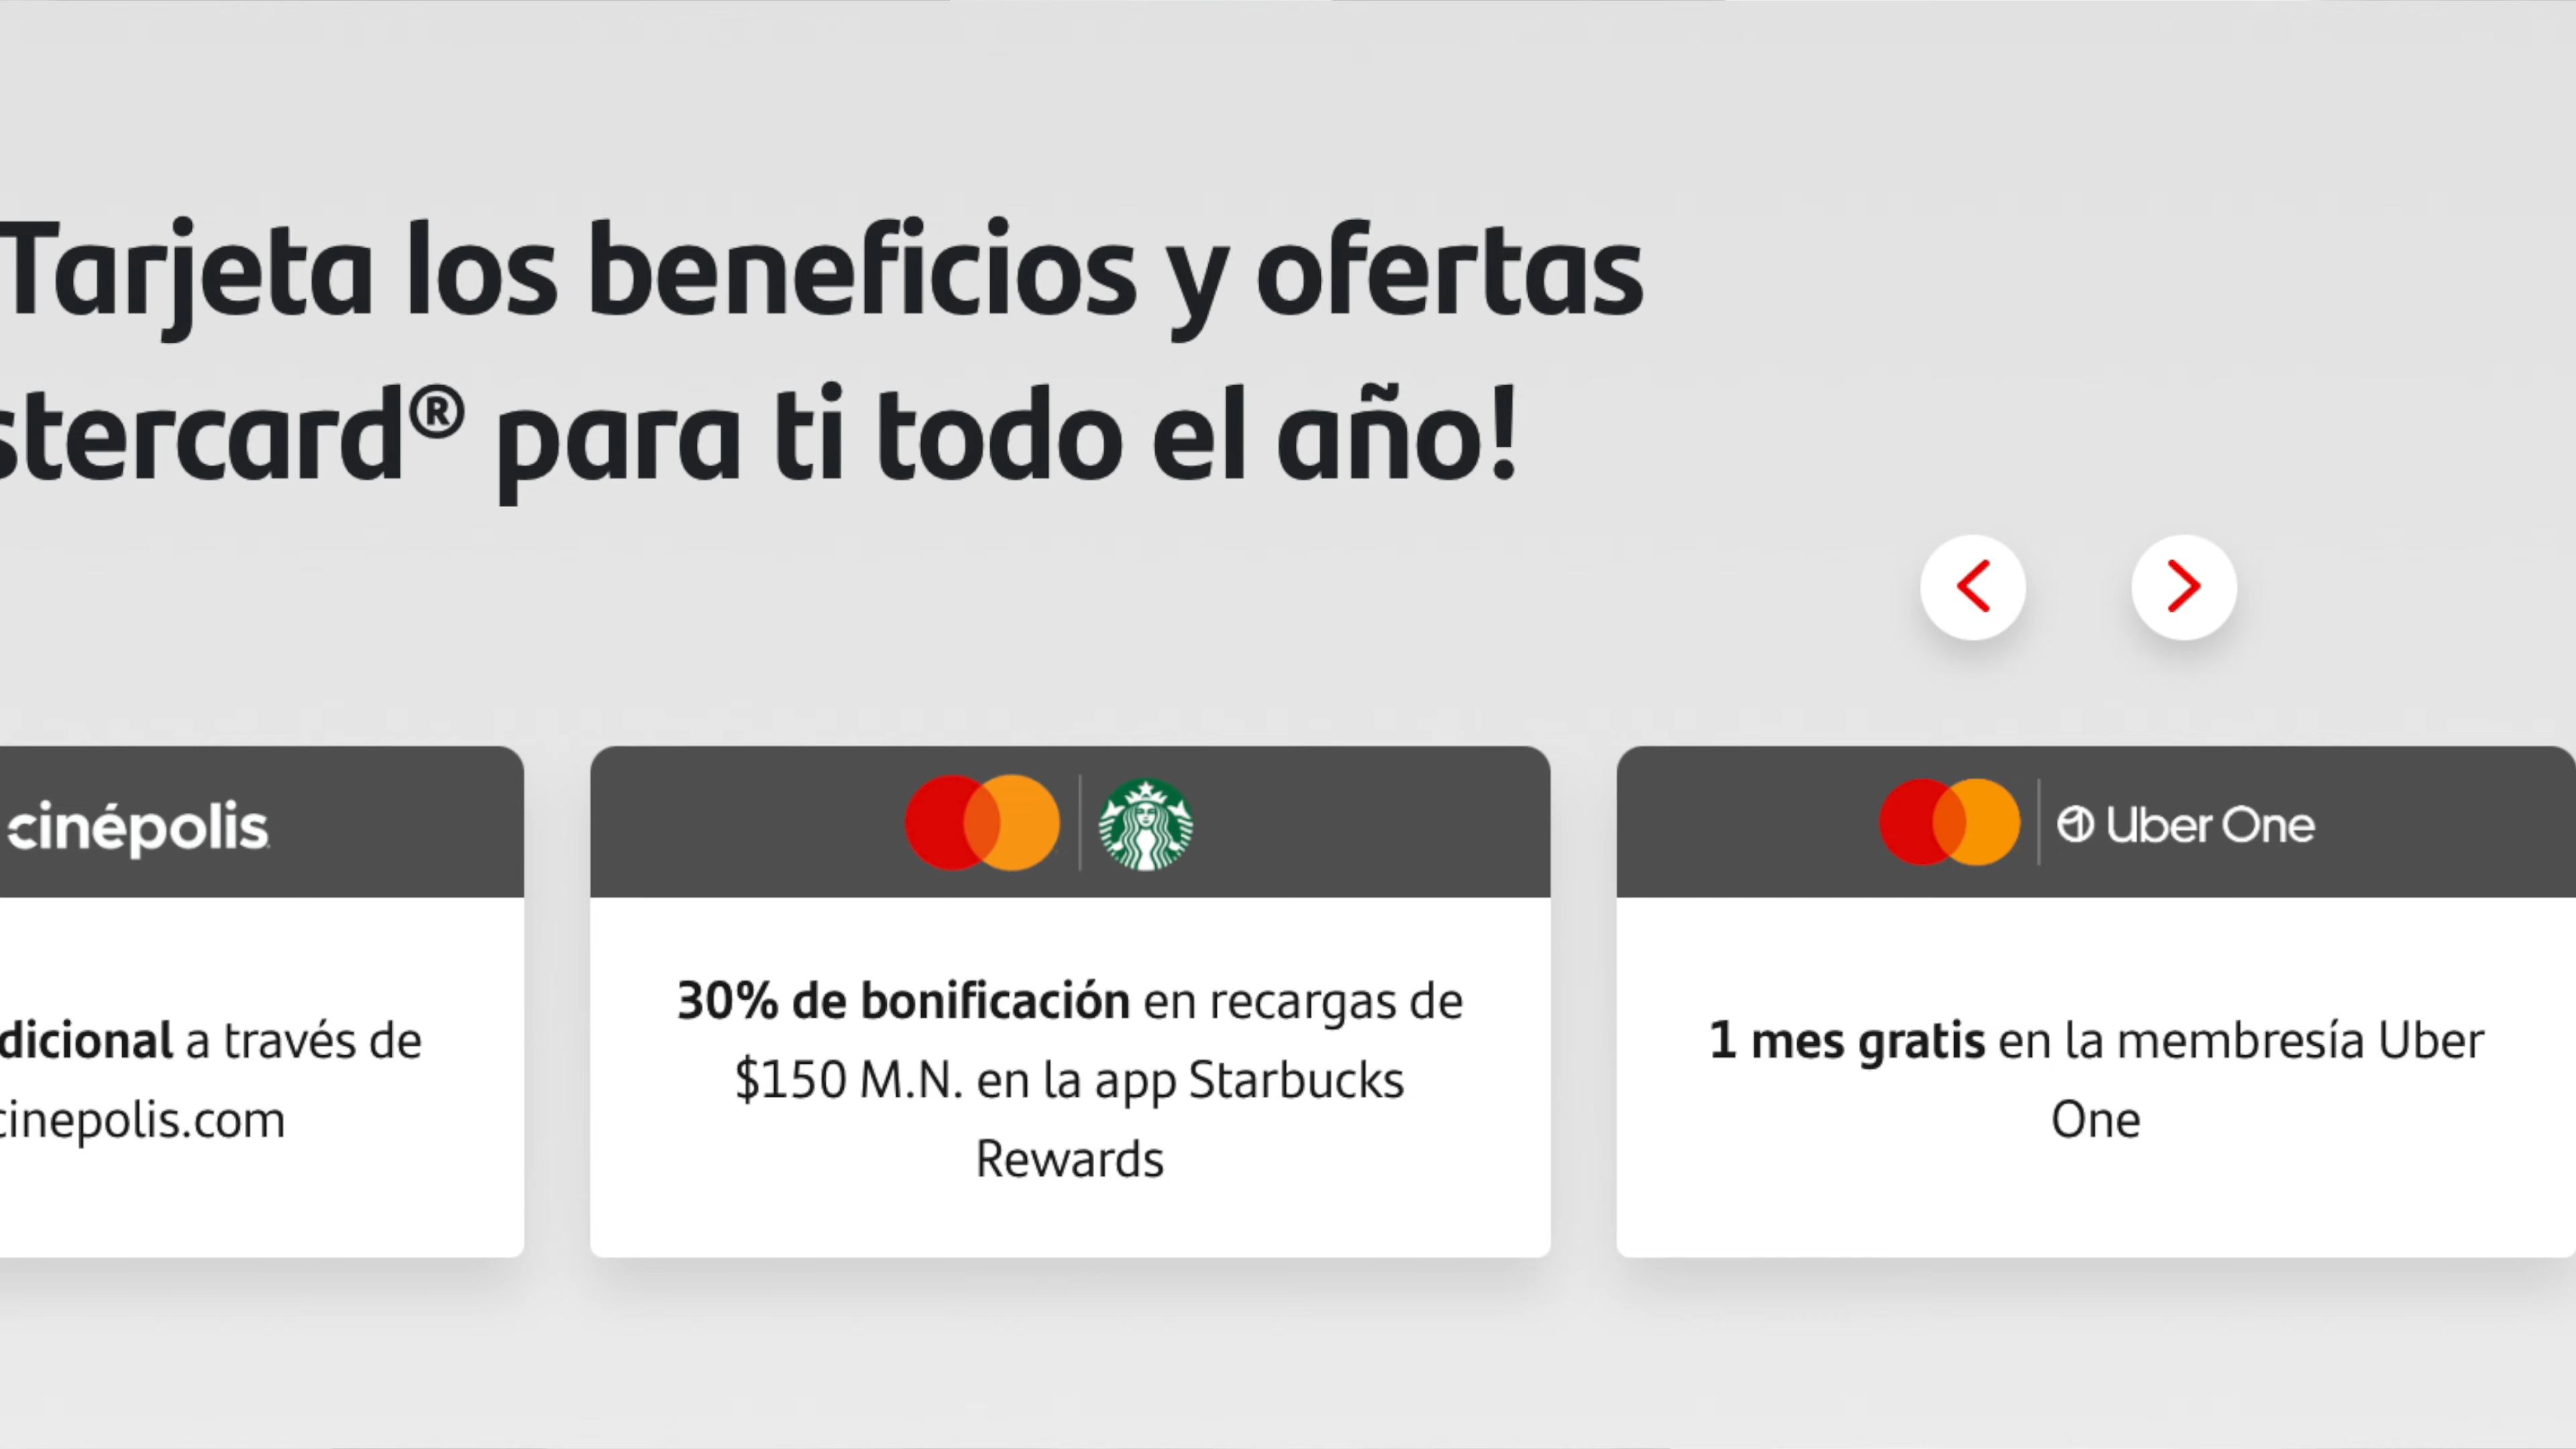 Tarjeta los beneficios y ofertas
stercard® para ti todo el año!
cinépolis
dicional a través de
cinepolis.com
30% de bonificación en recargas de
$150 M.N. en la app Starbucks
Rewards
Uber One
1 mes gratis en la membresía Uber
One